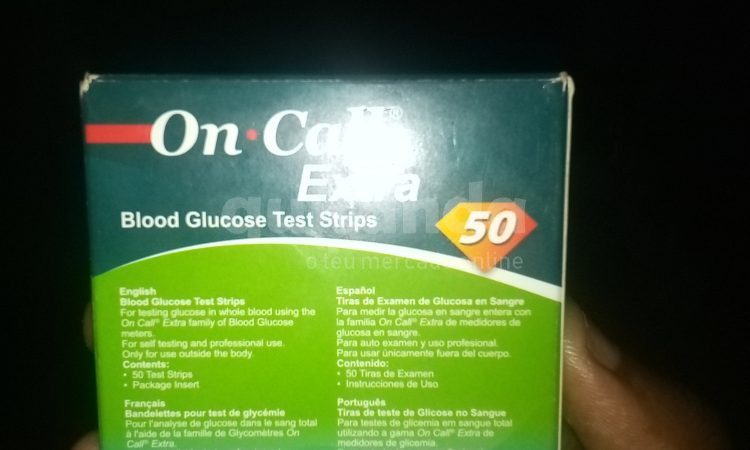 On·Call®
Extra
Blood Glucose Test Strips
50
o teu mercado online
English
Blood Glucose Test Strips
For testing glucose in whole blood using the
On Call® Extra family of Blood Glucose
meters.
For self testing and professional use.
Only for use outside the body.
Contents:
• 50 Test Strips
• Package Insert
Español
Tiras de Examen de Glucosa en Sangre
Para medir la glucosa en sangre entera con
la familia On Call® Extra de medidores de
glucosa en sangre.
Para auto examen y uso profesional.
Para usar únicamente fuera del cuerpo.
Contenido:
• 50 Tiras de Examen
• Instrucciones de Uso
Français
Bandelettes pour test de glycémie
Pour l'analyse de glucose dans le sang total
à l'aide de la famille de Glycomètres On
Call® Extra.
Português
Tiras de teste de Glicose no Sangue
Para testes de glicemia em sangue total
utilizando a gama On Call® Extra de
medidores de glicemia.